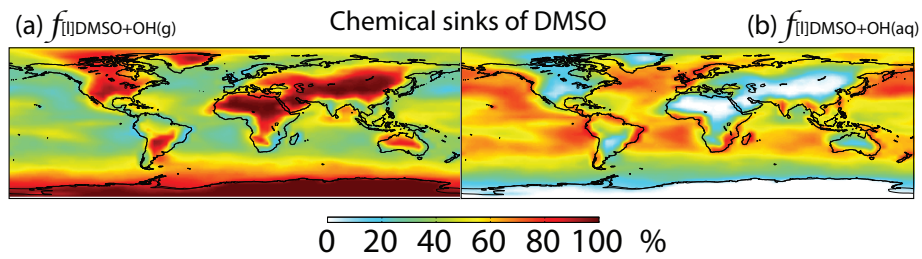 (a) f[l]DMSO+OH(g) Chemical sinks of DMSO (b) f[l]DMSO+OH(aq)
0 20 40 60 80 100 %